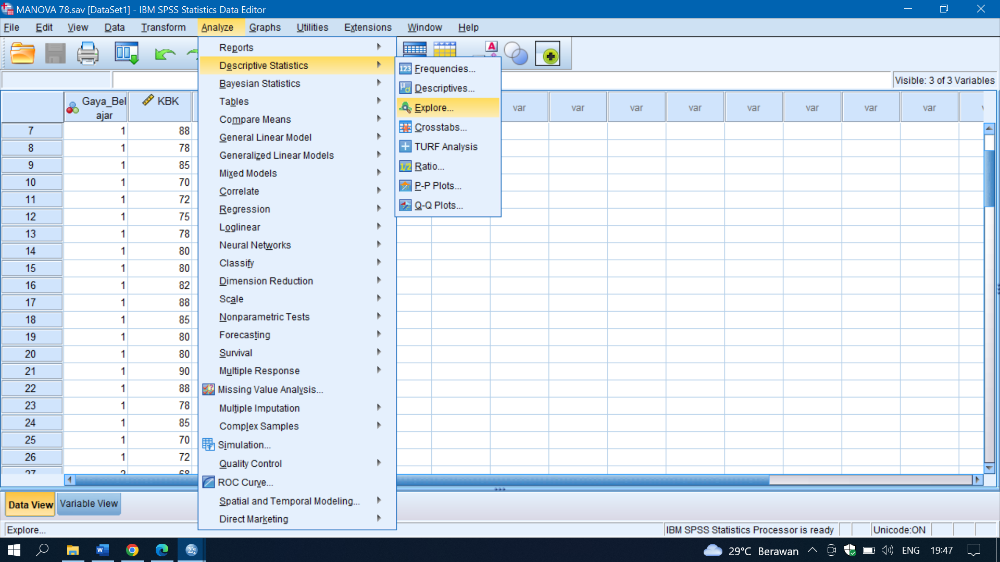 MANOVA 78.sav [DataSet1] - IBM SPSS Statistics Data Editor
File Edit View Data Transform Analyze Graphs Utilities Extensions Window Help
Visible: 3 of 3 Variables
Gaya_Bel
ajar
KBK
var var var var var var var var
7 1 88
8 1 78
9 1 85
10 1 70
11 1 72
12 1 75
13 1 78
14 1 80
15 1 80
16 1 82
17 1 88
18 1 85
19 1 80
20 1 80
21 1 90
22 1 88
23 1 78
24 1 85
25 1 70
26 1 72
27 2 68
Reports
Descriptive Statistics
Bayesian Statistics
Tables
Compare Means
General Linear Model
Generalized Linear Models
Mixed Models
Correlate
Regression
Loglinear
Neural Networks
Classify
Dimension Reduction
Scale
Nonparametric Tests
Forecasting
Survival
Multiple Response
Missing Value Analysis...
Multiple Imputation
Complex Samples
Simulation...
Quality Control
ROC Curve...
Spatial and Temporal Modeling...
Direct Marketing
123 Frequencies...
Descriptives...
Explore...
Crosstabs...
TURF Analysis
1/2 Ratio...
P-P Plots...
Q-Q Plots...
A
Data View Variable View
Explore...
IBM SPSS Statistics Processor is ready
Unicode:ON
29°C Berawan
ENG
19:47